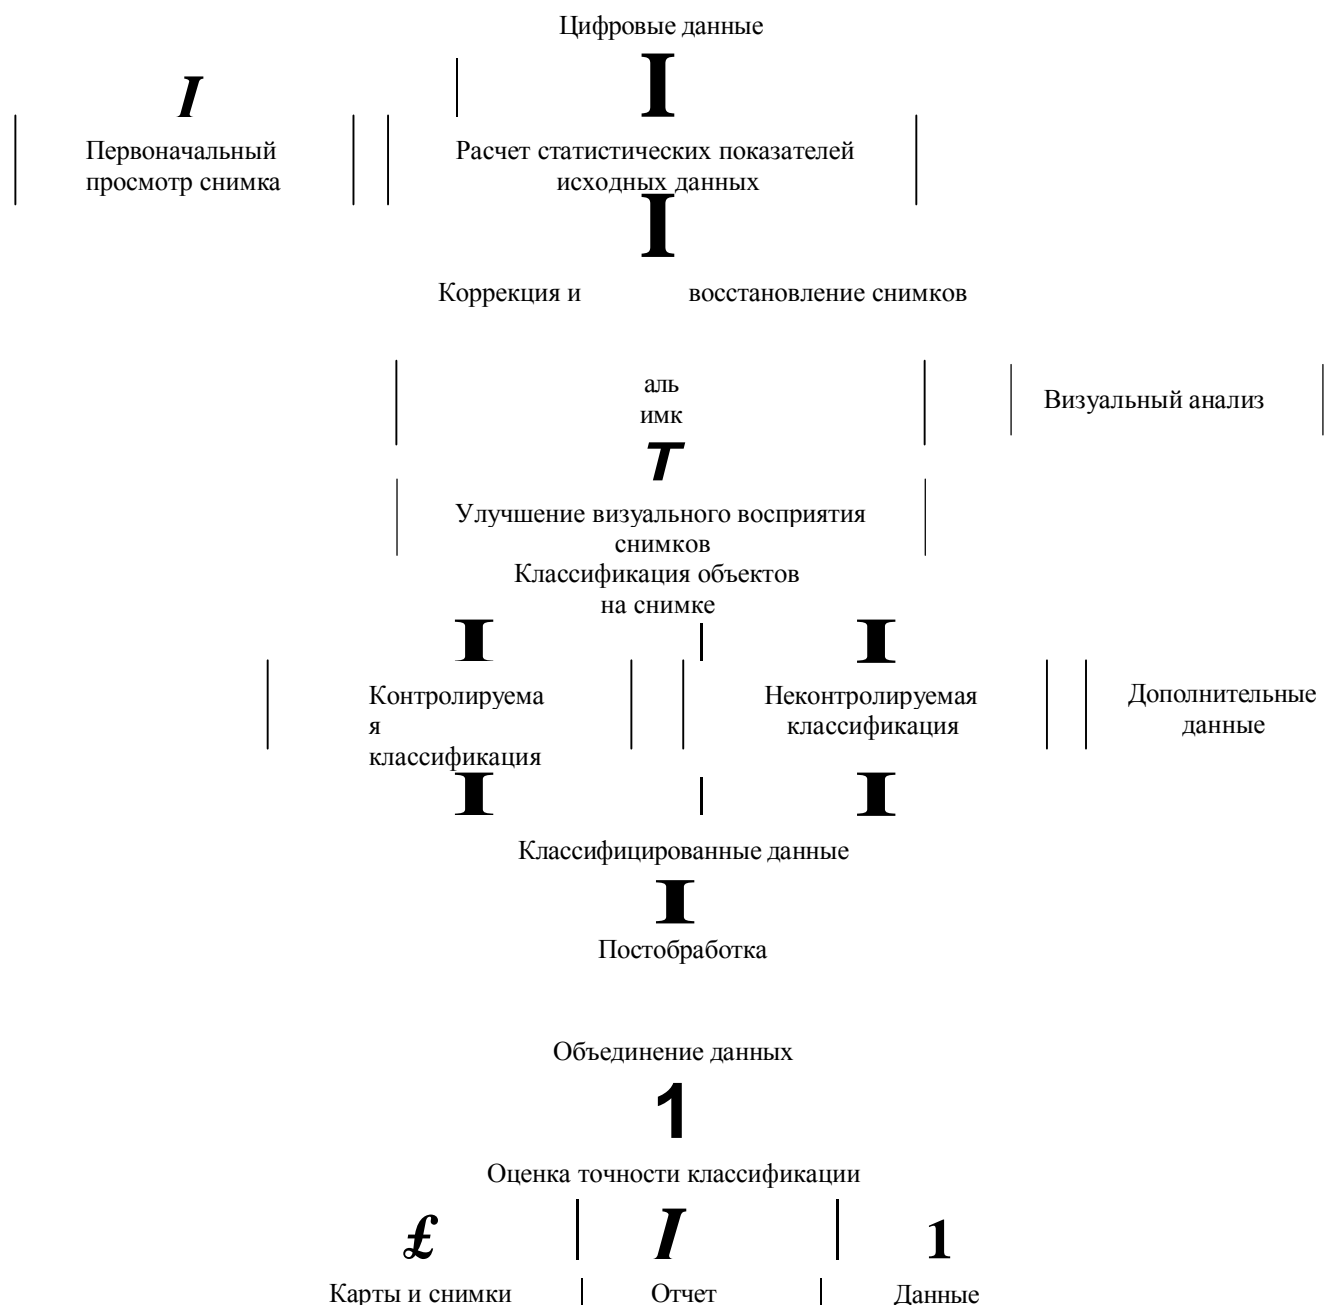 Цифровые данные
I
I
Первоначальный
просмотр снимка
Расчет статистических показателей
исходных данных
I
Коррекция и восстановление снимков
аль
имк
Визуальный анализ
T
Улучшение визуального восприятия
снимков
Классификация объектов
на снимке
I I
Контролируема
я
классификация
Неконтролируемая
классификация
Дополнительные
данные
I I
Классифицированные данные
I
Постобработка
Объединение данных
1
Оценка точности классификации
£ I 1
Карты и снимки Отчет Данные